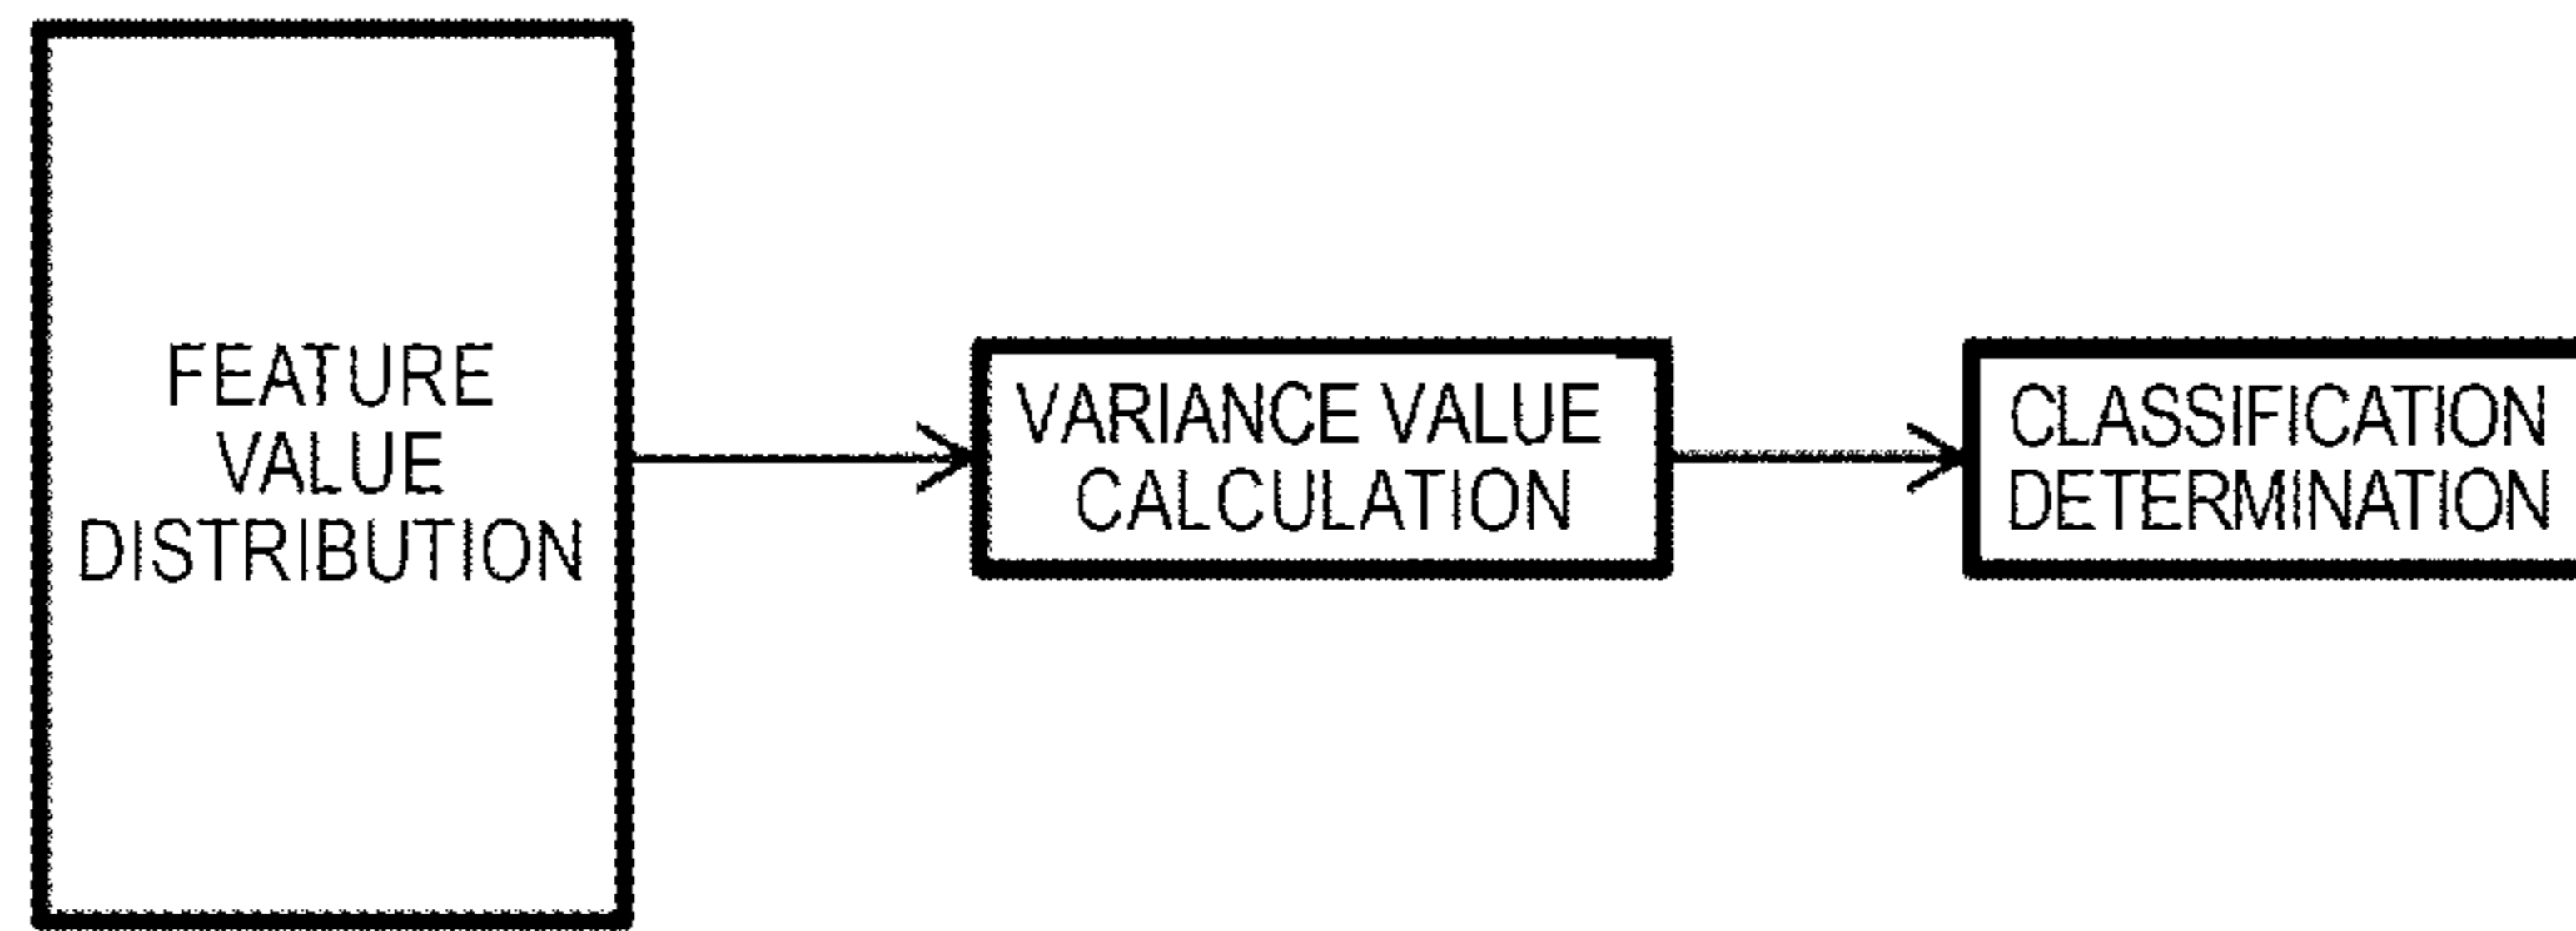 FEATURE
VALUE
DISTRIBUTION
VARIANCE VALUE
CALCULATION
CLASSIFICATION
DETERMINATION